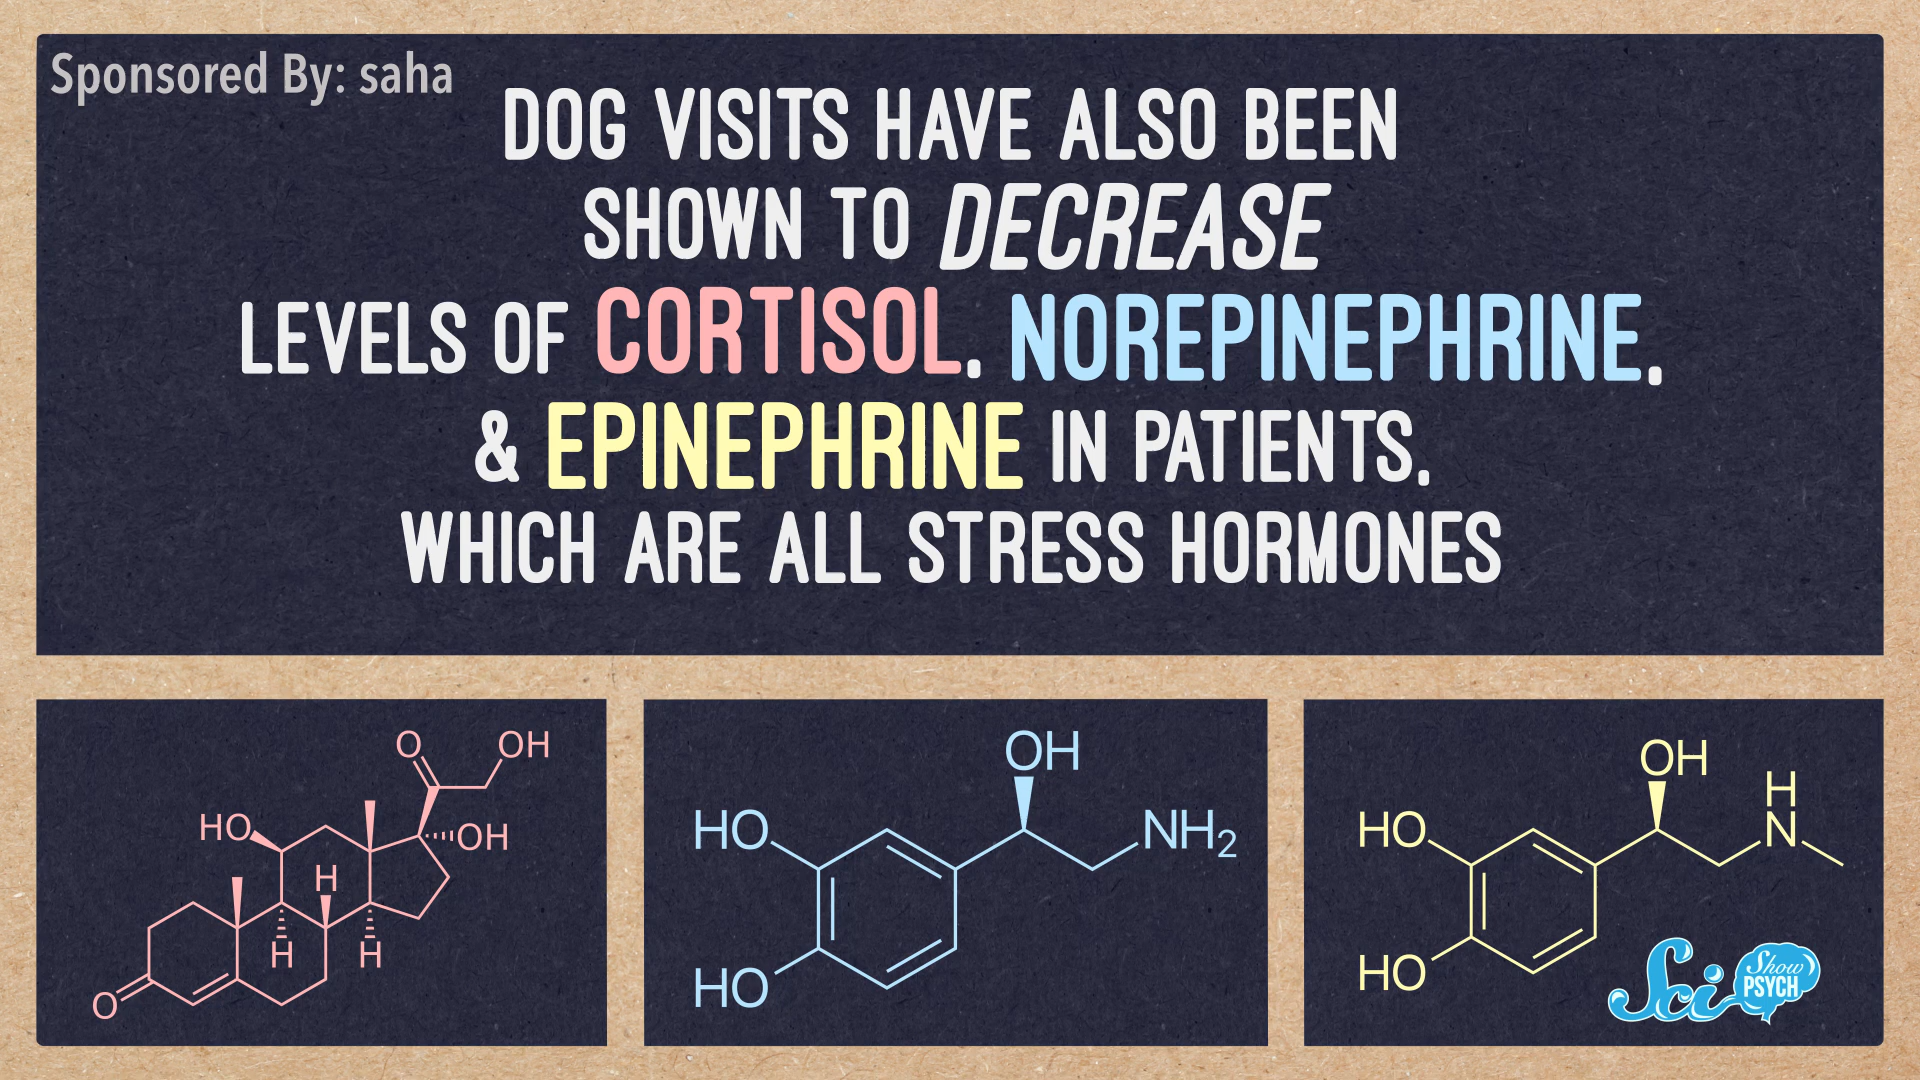 Sponsored By: saha
DOG VISITS HAVE ALSO BEEN
SHOWN TO DECREASE
LEVELS OF CORTISOL, NOREPINEPHRINE,
& EPINEPHRINE IN PATIENTS,
WHICH ARE ALL STRESS HORMONES
O
OH
HO
OH
H
H
H
O
OH
HO
NH2
HO
OH
H
N
HO
HO
Sci Show
PSYCH